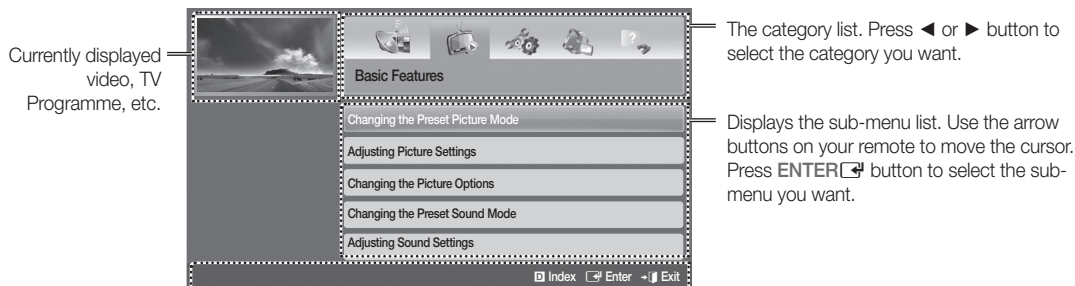 Currently displayed
video, TV
Programme, etc.
Basic Features
The category list. Press ◄ or ► button to
select the category you want.
Changing the Preset Picture Mode
Adjusting Picture Settings
Changing the Picture Options
Changing the Preset Sound Mode
Adjusting Sound Settings
Displays the sub-menu list. Use the arrow
buttons on your remote to move the cursor.
Press ENTER button to select the sub-
menu you want.
D Index Enter Exit